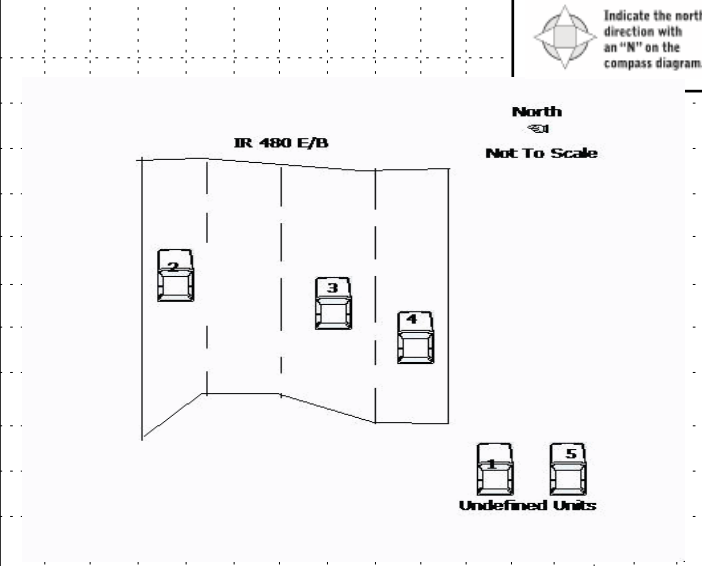 Indicate the north
direction with
an "N" on the
compass diagram.
North
IR 480 E/B
Not To Scale
2
3
4
1
5
Undefined Units